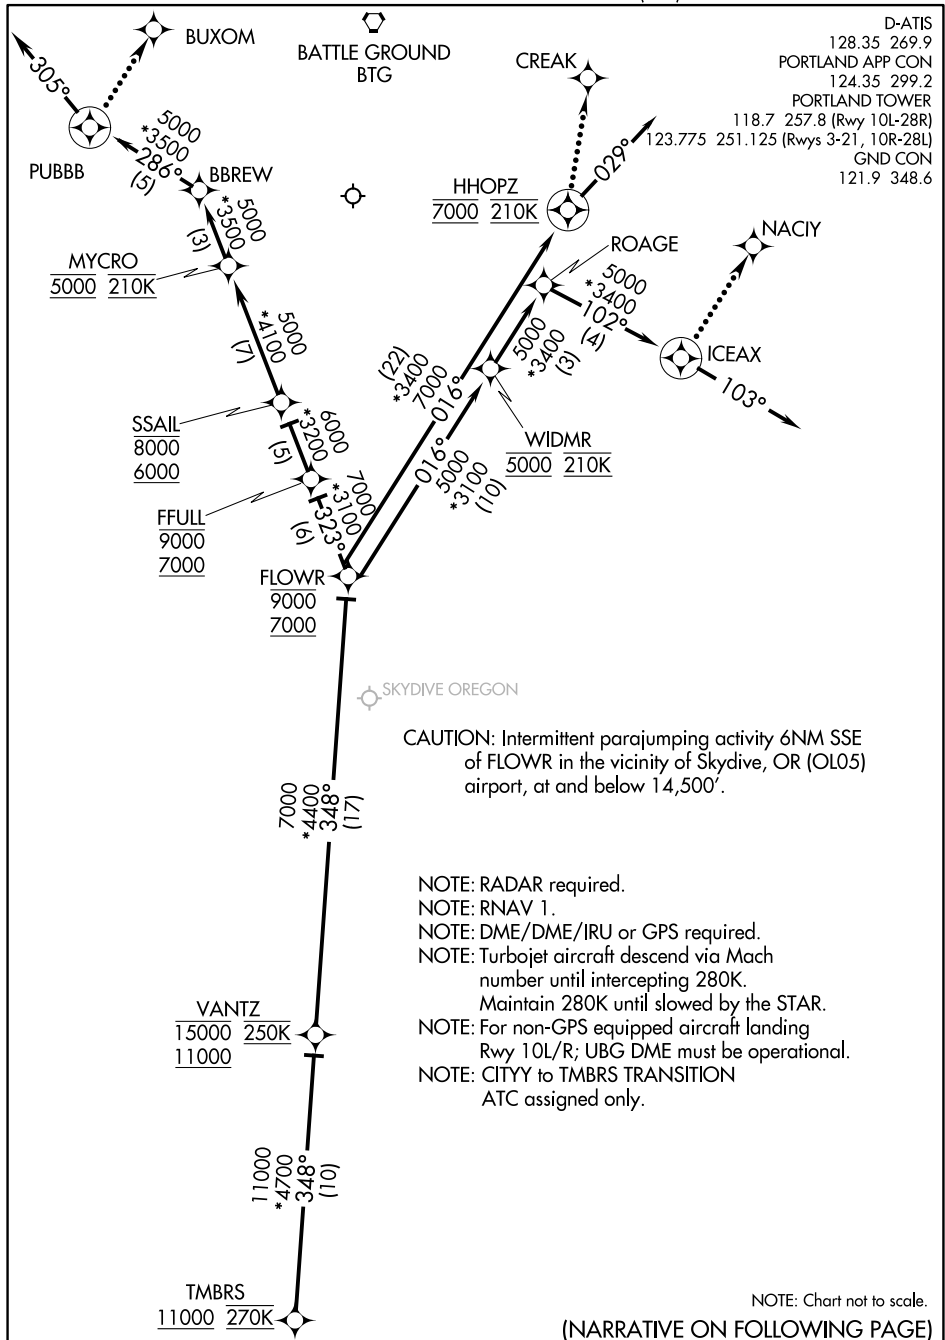 D-ATIS
128.35 269.9
PORTLAND APP CON
124.35 299.2
PORTLAND TOWER
118.7 257.8 (Rwy 10L-28R)
123.775 251.125 (Rwys 3-21, 10R-28L)
GND CON
121.9 348.6
BUXOM
BATTLE GROUND
BTG
CREAK
305°
PUBBB
5000
*3500
286°
(5)
BBREW
029°
HHOPZ
7000 210K
5000
*3500
(3)
MYCRO
5000 210K
ROAGE
NACIY
5000
*3400
102°
(4)
ICEAX
103°
5000
*4100
(7)
(22)
*3400
7000
016°
5000
*3400
(3)
SSAIL
8000
6000
6000
*3200
(5)
WIDMR
5000 210K
016°
5000
*3100
(10)
FFULL
9000
7000
7000
*3100
323°
(6)
FLOWR
9000
7000
SKYDIVE OREGON
CAUTION: Intermittent parajumping activity 6NM SSE
of FLOWR in the vicinity of Skydive, OR (OL05)
airport, at and below 14,500'.
7000
*4400
348°
(17)
NOTE: RADAR required.
NOTE: RNAV 1.
NOTE: DME/DME/IRU or GPS required.
NOTE: Turbojet aircraft descend via Mach
number until intercepting 280K.
Maintain 280K until slowed by the STAR.
NOTE: For non-GPS equipped aircraft landing
Rwy 10L/R; UBG DME must be operational.
NOTE: CITYY to TMBRS TRANSITION
ATC assigned only.
VANTZ
15000 250K
11000
11000
*4700
348°
(10)
TMBRS
11000 270K
NOTE: Chart not to scale.
(NARRATIVE ON FOLLOWING PAGE)